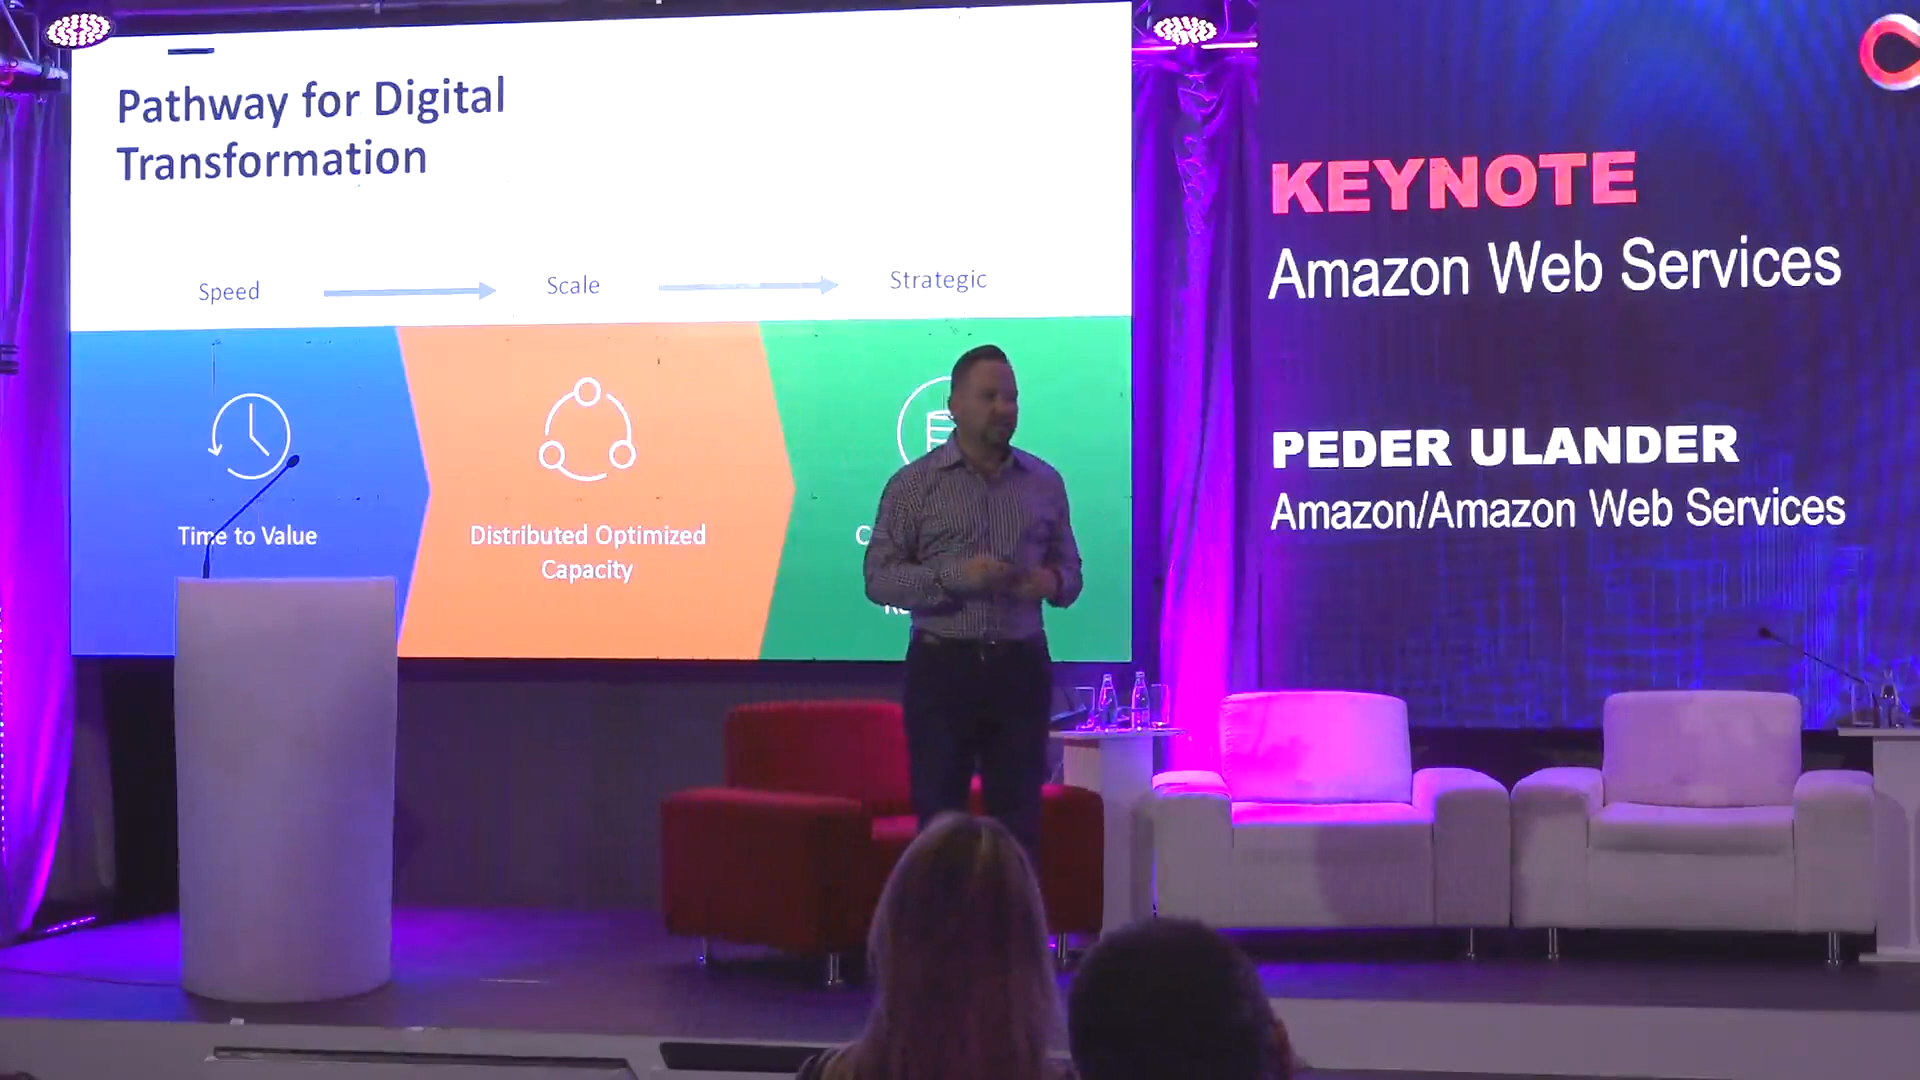 Pathway for Digital
Transformation
Speed
Scale
Strategic
Time to Value
Distributed Optimized
Capacity
KEYNOTE
Amazon Web Services
PEDER ULANDER
Amazon/Amazon Web Services